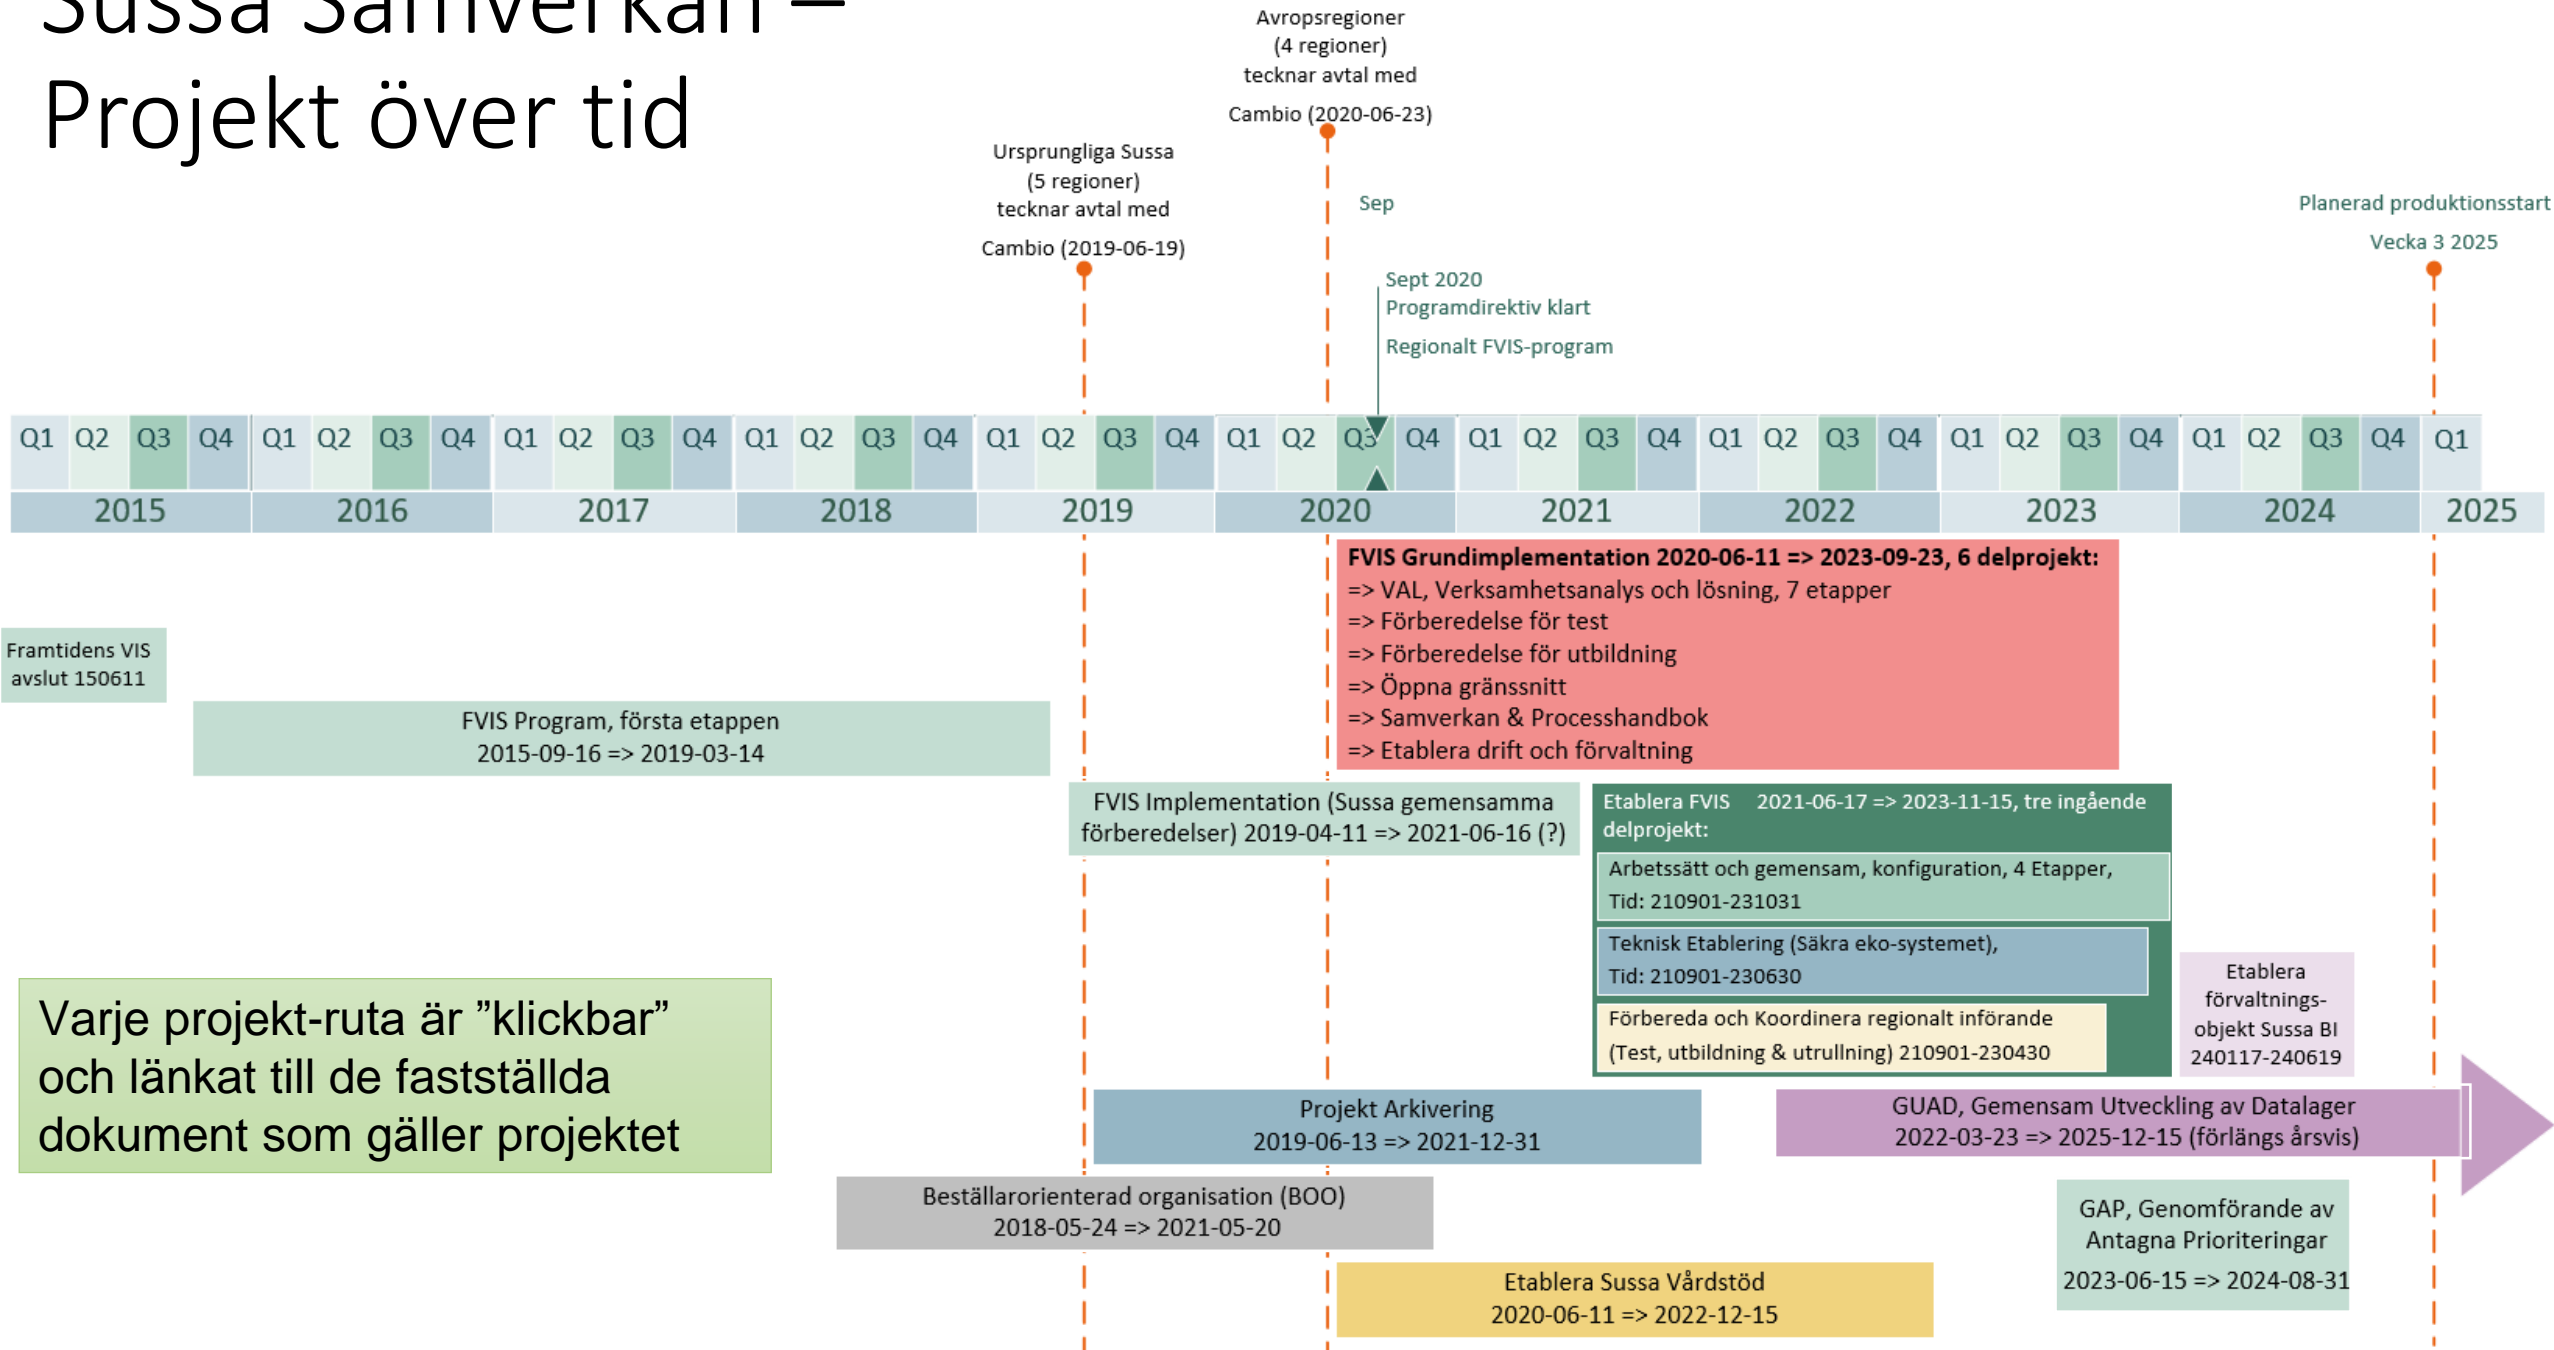 Sussa Samverkan –
Projekt över tid
Avropsregioner
(4 regioner)
tecknar avtal med
Cambio (2020-06-23)
Ursprungliga Sussa
(5 regioner)
tecknar avtal med
Cambio (2019-06-19)
Sep
Sept 2020
Programdirektiv klart
Regionalt FVIS-program
Planerad produktionsstart
Vecka 3 2025
Q1 Q2 Q3 Q4 Q1 Q2 Q3 Q4 Q1 Q2 Q3 Q4 Q1 Q2 Q3 Q4 Q1 Q2 Q3 Q4 Q1 Q2 Q3 Q4 Q1 Q2 Q3 Q4 Q1 Q2 Q3 Q4 Q1 Q2 Q3 Q4 Q1 Q2 Q3 Q4 Q1
2015 2016 2017 2018 2019 2020 2021 2022 2023 2024 2025
FVIS Grundimplementation 2020-06-11 => 2023-09-23, 6 delprojekt:
=> VAL, Verksamhetsanalys och lösning, 7 etapper
=> Förberedelse för test
=> Förberedelse för utbildning
=> Öppna gränssnitt
=> Samverkan & Processhandbok
=> Etablera drift och förvaltning
Framtidens VIS
avslut 150611
FVIS Program, första etappen
2015-09-16 => 2019-03-14
FVIS Implementation (Sussa gemensamma
förberedelser) 2019-04-11 => 2021-06-16 (?)
Etablera FVIS 2021-06-17 => 2023-11-15, tre ingående
delprojekt:
Arbetssätt och gemensam, konfiguration, 4 Etapper,
Tid: 210901-231031
Teknisk Etablering (Säkra eko-systemet),
Tid: 210901-230630
Förbereda och Koordinera regionalt införande
(Test, utbildning & utrullning) 210901-230430
Etablera
förvaltnings-
objekt Sussa BI
240117-240619
Varje projekt-ruta är ”klickbar”
och länkat till de fastställda
dokument som gäller projektet
Projekt Arkivering
2019-06-13 => 2021-12-31
GUAD, Gemensam Utveckling av Datalager
2022-03-23 => 2025-12-15 (förlängs årsvis)
Beställarorienterad organisation (BOO)
2018-05-24 => 2021-05-20
GAP, Genomförande av
Antagna Prioriteringar
2023-06-15 => 2024-08-31
Etablera Sussa Vårdstöd
2020-06-11 => 2022-12-15